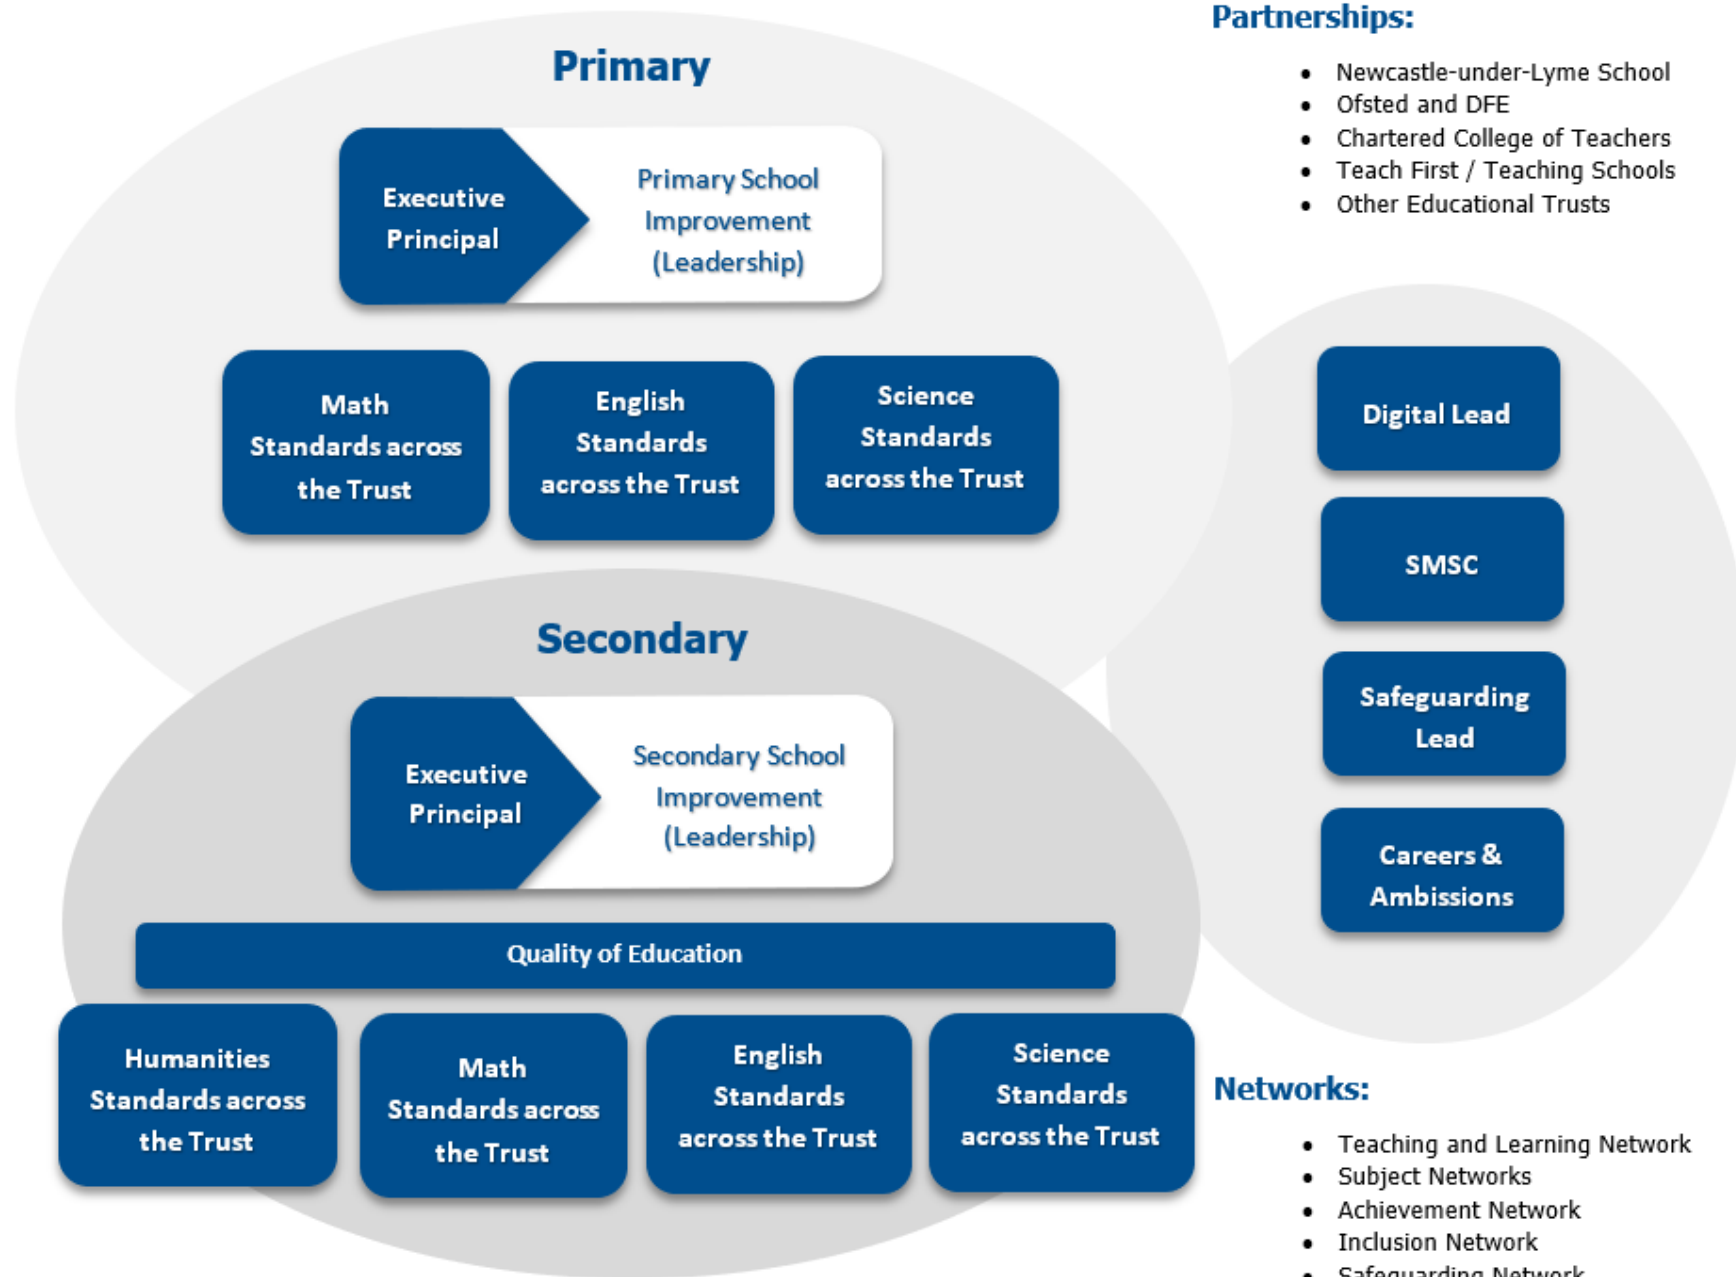 Partnerships:
• Newcastle-under-Lyme School
• Ofsted and DFE
• Chartered College of Teachers
• Teach First / Teaching Schools
• Other Educational Trusts
Primary
Executive
Principal
Primary School
Improvement
(Leadership)
Math
Standards across
the Trust
English
Standards
across the Trust
Science
Standards
across the Trust
Digital Lead
SMSC
Safeguarding
Lead
Careers &
Ambissions
Secondary
Executive
Principal
Secondary School
Improvement
(Leadership)
Quality of Education
Humanities
Standards across
the Trust
Math
Standards across
the Trust
English
Standards
across the Trust
Science
Standards
across the Trust
Networks:
• Teaching and Learning Network
• Subject Networks
• Achievement Network
• Inclusion Network
• Safeguarding Network